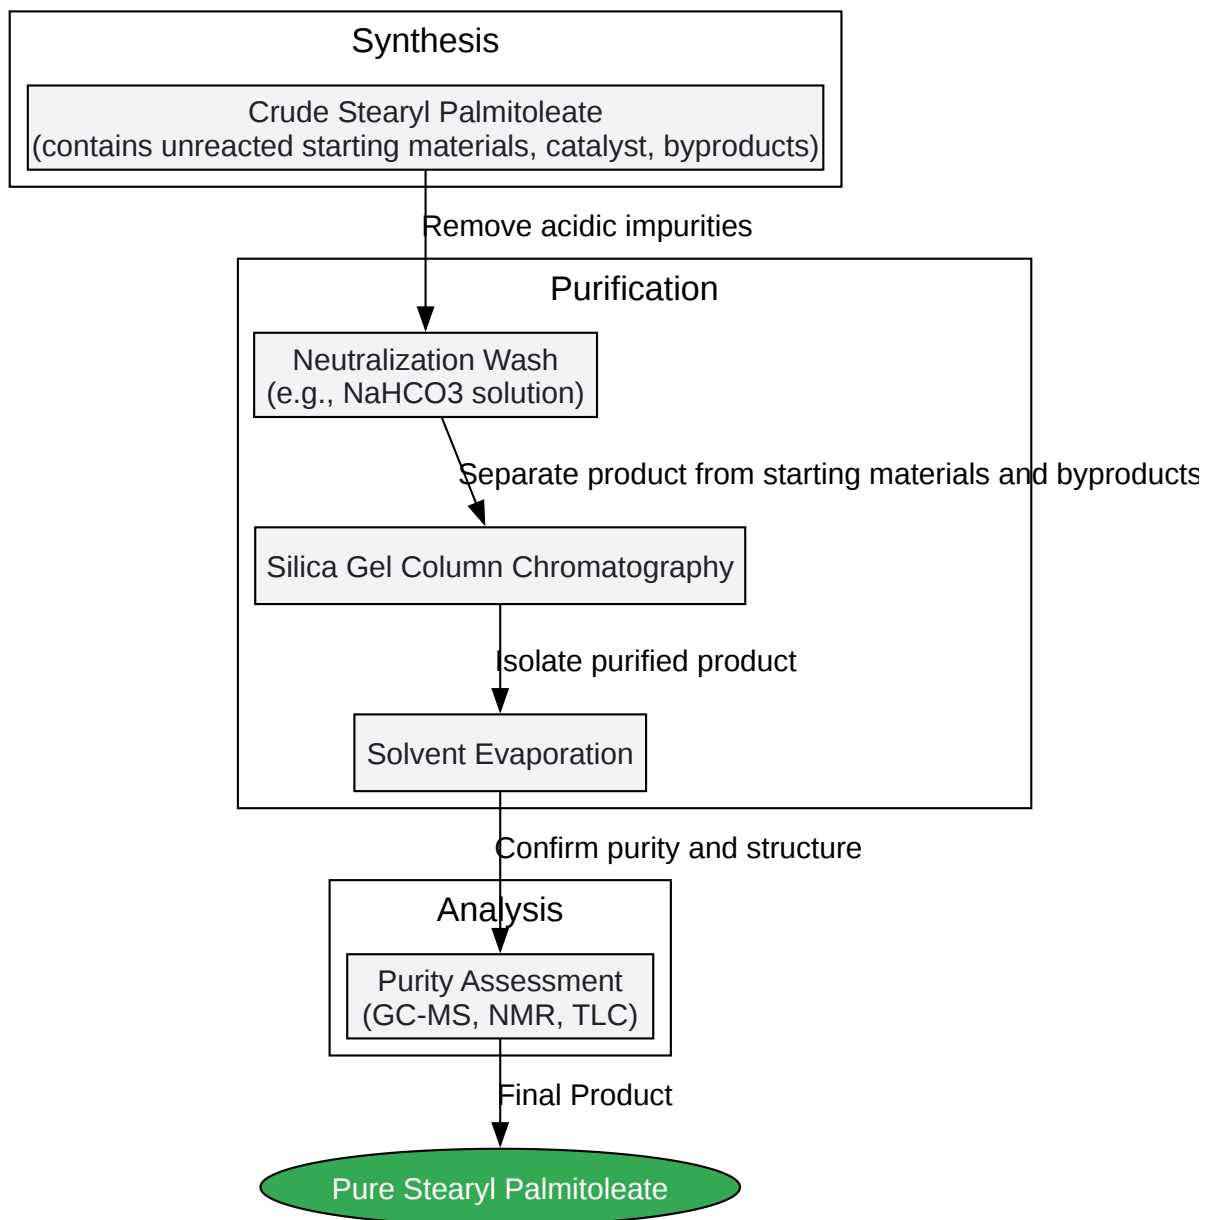 Synthesis
Crude Stearyl Palmitoleate
(contains unreacted starting materials, catalyst, byproducts)
Remove acidic impurities
Purification
Neutralization Wash
(e.g., NaHCO3 solution)
Separate product from starting materials and byproducts
Silica Gel Column Chromatography
Isolate purified product
Solvent Evaporation
Confirm purity and structure
Analysis
Purity Assessment
(GC-MS, NMR, TLC)
Final Product
Pure Stearyl Palmitoleate